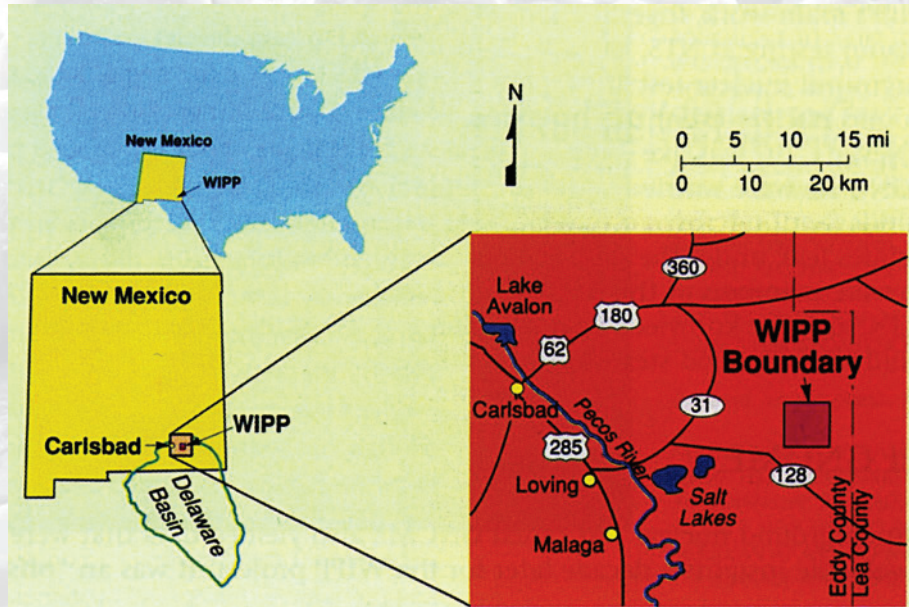 New Mexico
WIPP
N
0 5 10 15 mi
0 10 20 km
New Mexico
Carlsbad
WIPP
Delaware
Basin
Lake
Avalon
360
180
62
WIPP
Boundary
Carlsbad
Pecos River
31
285
Loving
128
Salt
Lakes
Malaga
Eddy County
Lea County